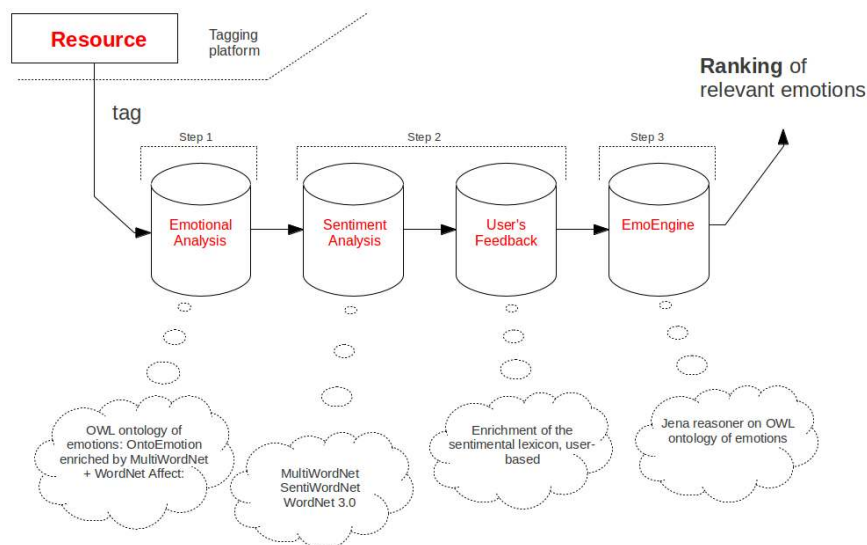 Resource
Tagging
platform
Ranking of
relevant emotions
tag
Step 1
Step 2
Step 3
Emotional
Analysis
Sentiment
Analysis
User's
Feedback
EmoEngine
OWL ontology of
emotions: OntoEmotion
enriched by MultiWordNet
+ WordNet Affect:
MultiWordNet
SentiWordNet
WordNet 3.0
Enrichment of the
sentimental lexicon, user-
based
Jena reasoner on OWL
ontology of emotions